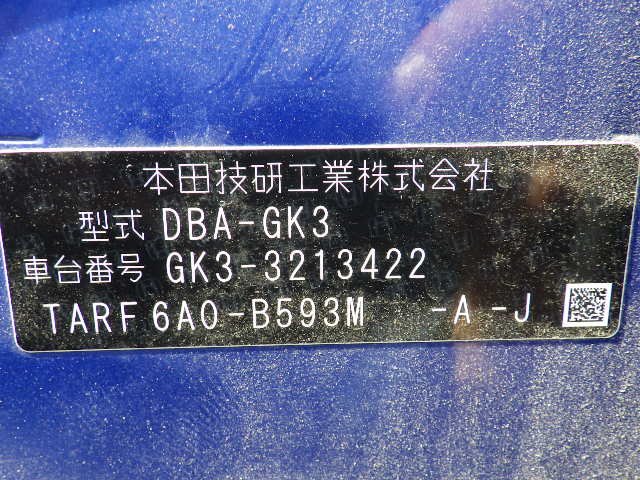 本田技研工業株式会社
型式 DBA-GK3
車台番号 GK3-3213422
TARF 6A0-B593M -A -J